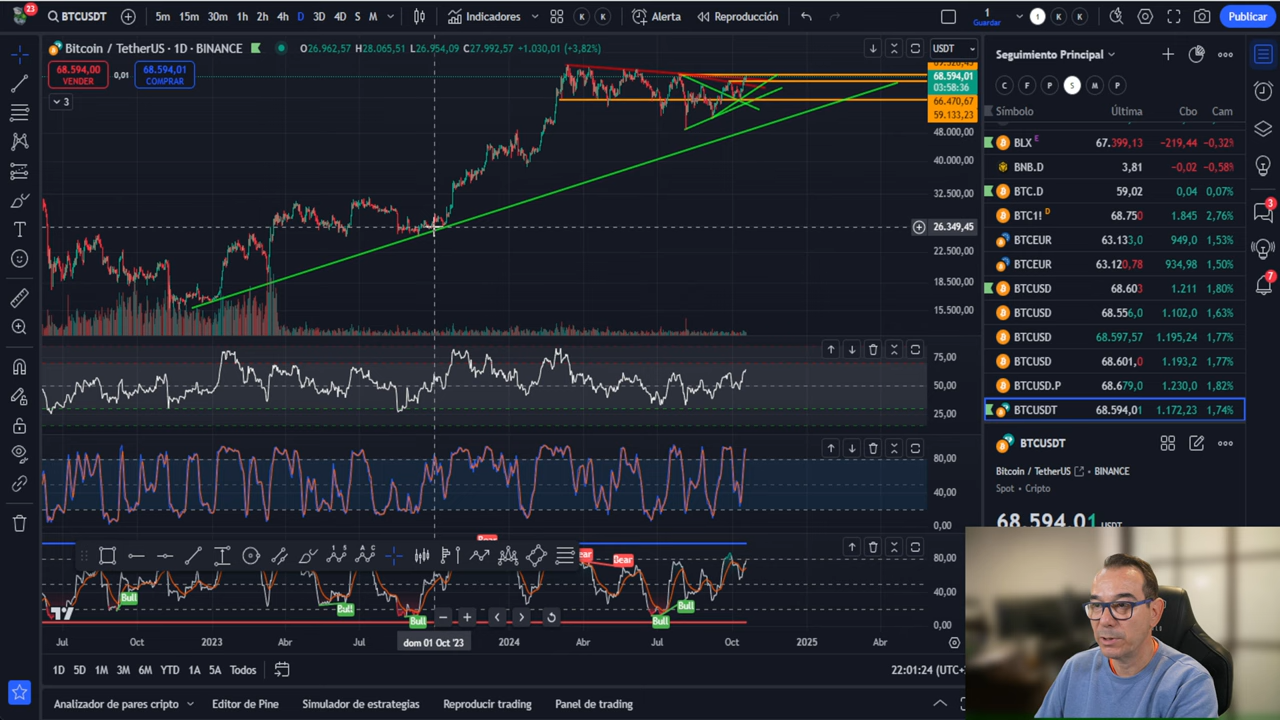 23
BTCUSDT
5m 15m 30m 1h 2h 4h D 3D 4D S M
Indicadores
K
K
Alerta
Reproducción
1
Guardar
1
K
K
Publicar
Bitcoin / TetherUS · 1D · BINANCE
O26.962,57 H28.065,51 L26.954,09 C27.992,57 +1.030,01 (+3,82%)
USDT
68.594,00
VENDER
0,01
68.594,01
COMPRAR
3
68.594,01
03:58:36
66.470,67
59.133,23
48.000,00
40.000,00
32.500,00
26.349,45
22.500,00
18.500,00
15.500,00
75,00
50,00
25,00
80,00
40,00
0,00
80,00
40,00
0,00
Bear
Bull
Bull
Bull
Bear
Bull
Bull
Jul
Oct
2023
Abr
Jul
dom 01 Oct '23
2024
Abr
Jul
Oct
2025
Abr
1D 5D 1M 3M 6M YTD 1A 5A Todos
22:01:24 (UTC+
Analizador de pares cripto
Editor de Pine
Simulador de estrategias
Reproducir trading
Panel de trading
Seguimiento Principal
C F P S M P
Símbolo Última Cbo Cam
BLX E 67.399,13 -219,44 -0,32%
BNB.D 3,81 -0,02 -0,58%
BTC.D 59,02 0,04 0,07%
BTC1! D 68.750 1.845 2,76%
BTCEUR 63.133,0 949,0 1,53%
BTCEUR 63.120,78 934,98 1,50%
BTCUSD 68.603 1.211 1,80%
BTCUSD 68.556,0 1.102,0 1,63%
BTCUSD 68.597,57 1.195,24 1,77%
BTCUSD 68.601,0 1.193,2 1,77%
BTCUSD.P 68.679,0 1.230,0 1,82%
BTCUSDT 68.594,01 1.172,23 1,74%
BTCUSDT
Bitcoin / TetherUS · BINANCE
Spot · Cripto
68.594,01 USDT
3
7